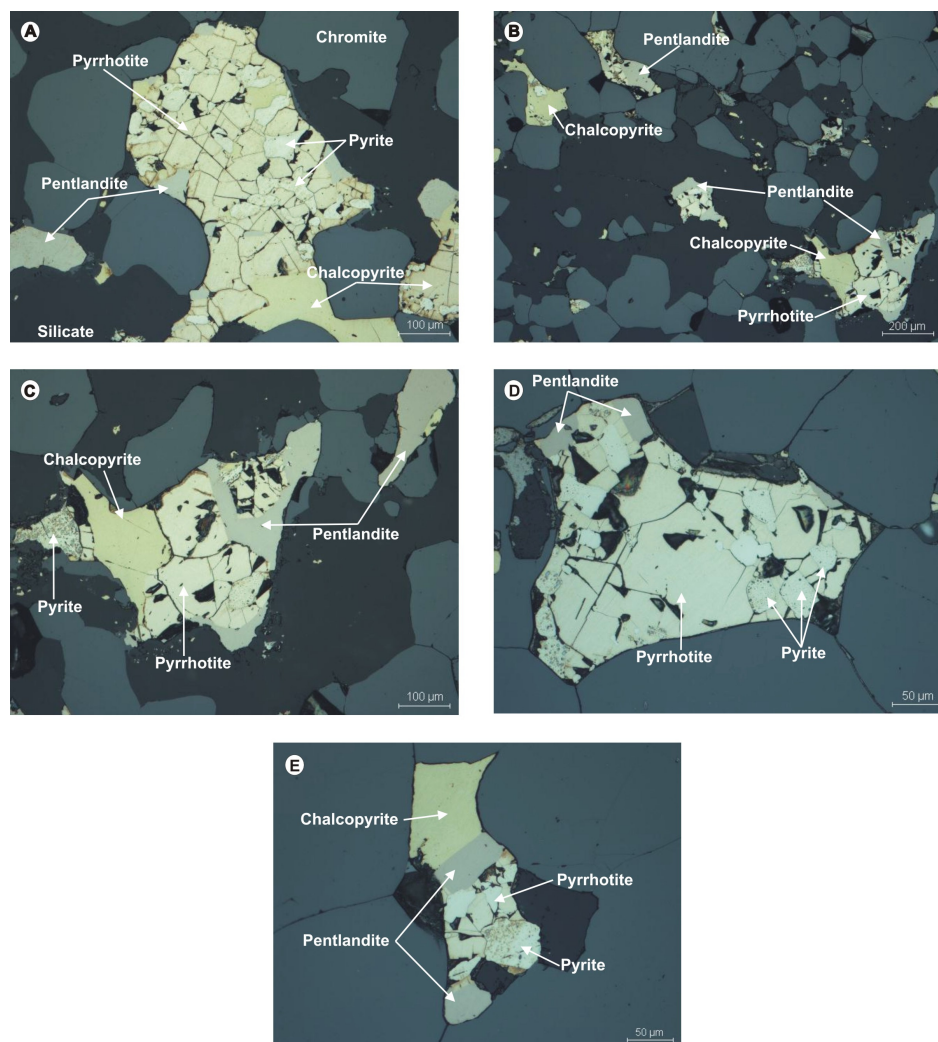 A
Chromite
Pyrrhotite
Pyrite
Pentlandite
Chalcopyrite
Silicate
100 µm
B
Pentlandite
Chalcopyrite
Pentlandite
Chalcopyrite
Pyrrhotite
200 µm
C
Chalcopyrite
Pentlandite
Pyrite
Pyrrhotite
100 µm
D
Pentlandite
Pyrrhotite
Pyrite
50 µm
E
Chalcopyrite
Pyrrhotite
Pentlandite
Pyrite
50 µm